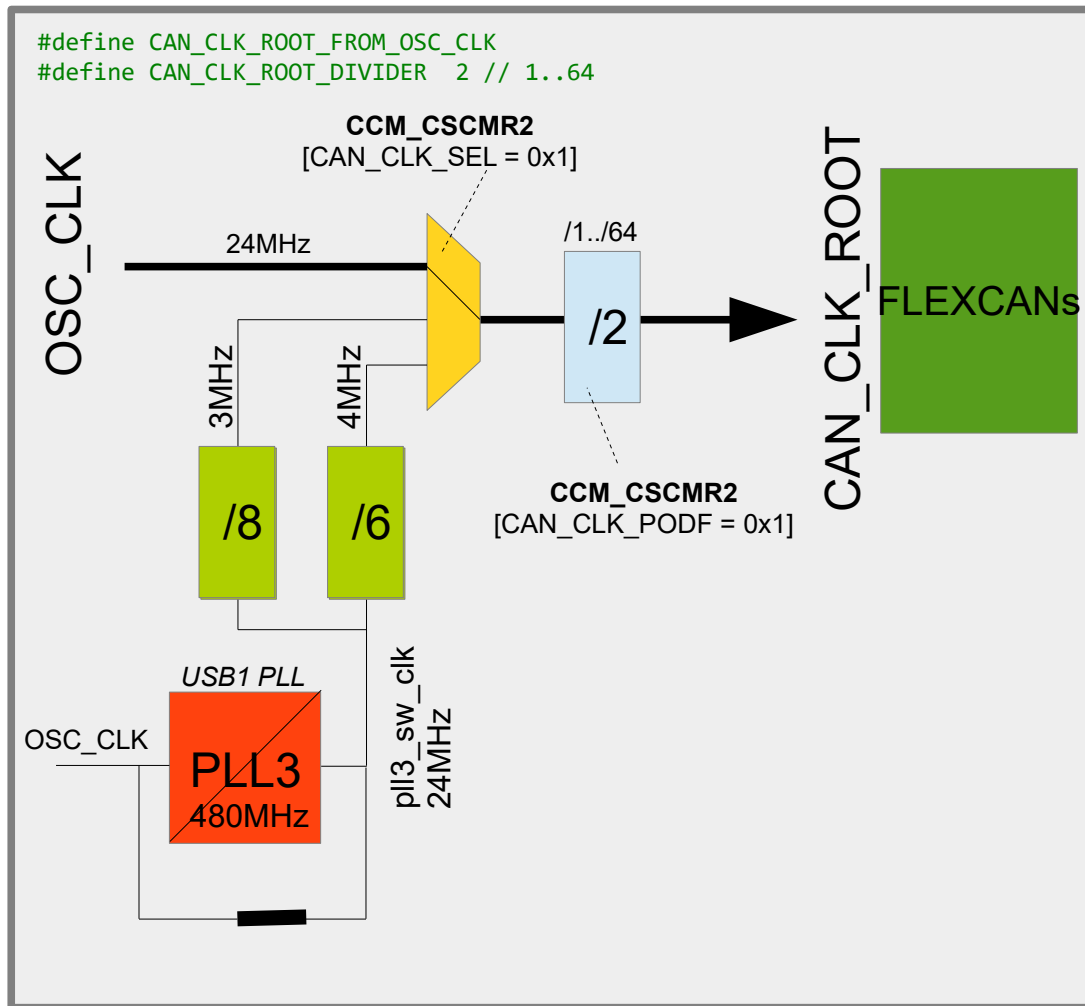 #define CAN_CLK_ROOT_FROM_OSC_CLK
#define CAN_CLK_ROOT_DIVIDER  2 // 1..64
CCM_CSCMR2
[CAN_CLK_SEL = 0x1]
OSC_CLK
24MHz
/1../64
/2
CAN_CLK_ROOT
FLEXCANs
3MHz
4MHz
CCM_CSCMR2
[CAN_CLK_PODF = 0x1]
/8
/6
USB1 PLL
OSC_CLK
PLL3
480MHz
pll3_sw_clk
24MHz